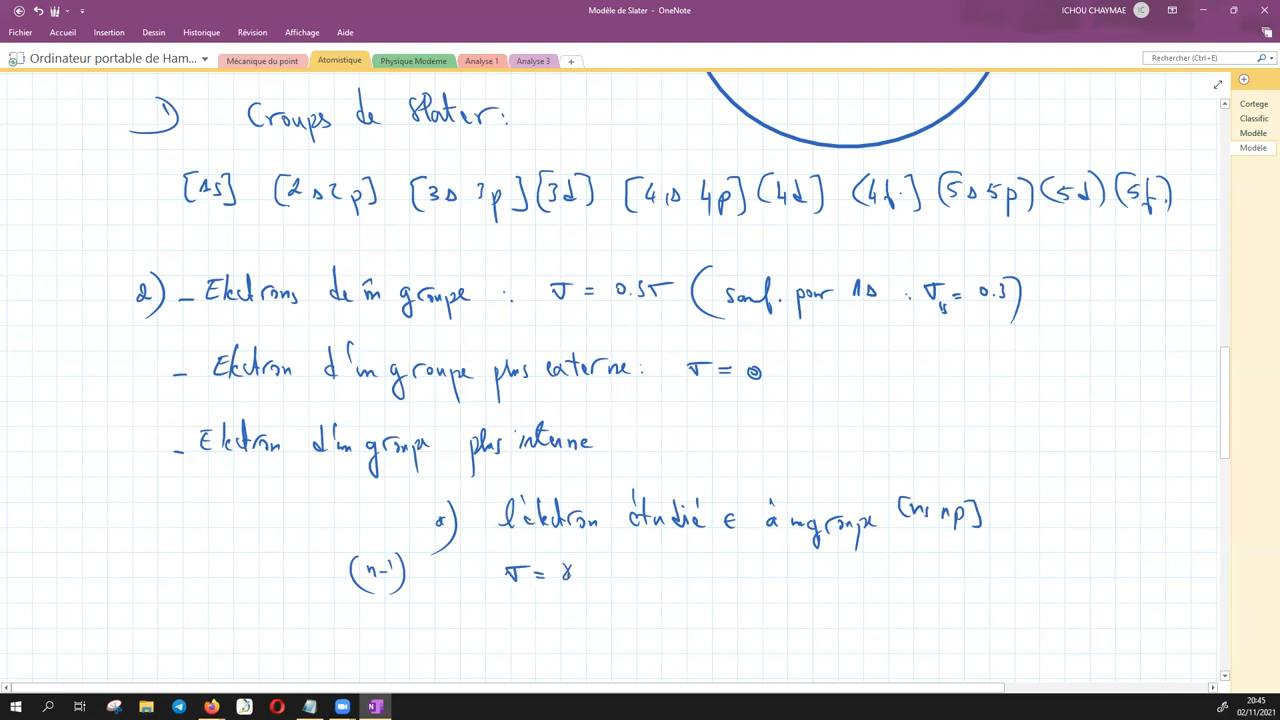 Modèle de Slater - OneNote
ICHOU CHAYMAE IC
Fichier Accueil Insertion Dessin Historique Révision Affichage Aide
Ordinateur portable de Ham... Mécanique du point Atomistique Physique Moderne Analyse 1 Analyse 3 Rechercher (Ctrl+E)
Cortege
Classific
Modèle
Modèle
1) Groups de Slater:
[1s] (2s 2p] [3s 3p] [3d] [4s 4p] (4d] (4f] (5s 5p) (5d) (5f)
2) - Electrons de m̂ groupe : σ = 0.35 (sauf pour 1s : σ1s = 0.3)
- Electron d'un groupe plus externe: σ = 0
- Electron d'un groupe plus interne
*) l'électron étudié ∈ à un groupe [ns np]
(n-1) σ =
20:45
02/11/2021